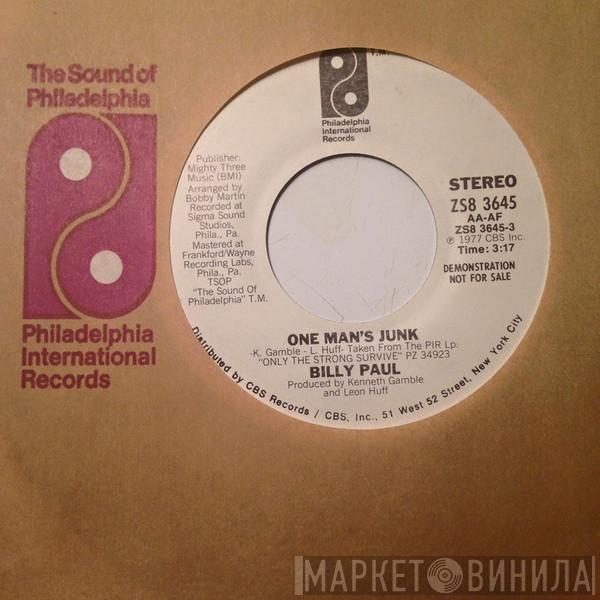 The Sound of
Philadelphia
Philadelphia
International
Records
Philadelphia
International
Records
Publisher:
Mighty Three
Music (BMI)
Arranged by
Bobby Martin
Recorded at
Sigma Sound
Studios,
Phila., Pa.
Mastered at
Frankford/Wayne
Recording Labs,
Phila., Pa.
TSOP
"The Sound Of
Philadelphia" T.M.
STEREO
ZS8 3645
AA-AF
ZS8 3645-3
℗ 1977 CBS Inc.
Time: 3:17
DEMONSTRATION
NOT FOR SALE
ONE MAN'S JUNK
-K. Gamble - L. Huff- Taken From The PIR Lp:
"ONLY THE STRONG SURVIVE" PZ 34923
BILLY PAUL
Produced by Kenneth Gamble
and Leon Huff
Distributed by CBS Records / CBS, Inc., 51 West 52 Street, New York City
МАРКЕТ ВИНИЛА